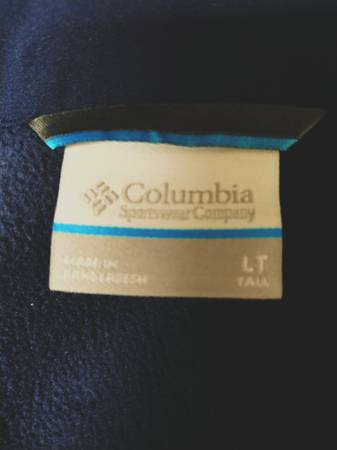 Columbia
Sportswear Company
MADE IN
BANGLADESH
LT
TALL